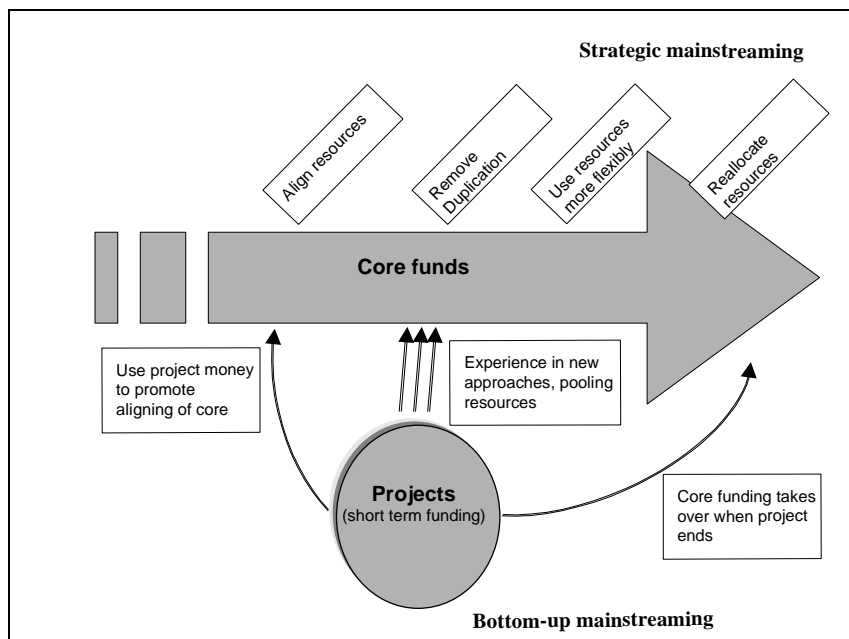 Strategic mainstreaming
Align resources
Remove
Duplication
Use resources
more flexibly
Reallocate
resources
Core funds
Use project money
to promote
aligning of core
Experience in new
approaches, pooling
resources
Projects
(short term funding)
Core funding takes
over when project
ends
Bottom-up mainstreaming